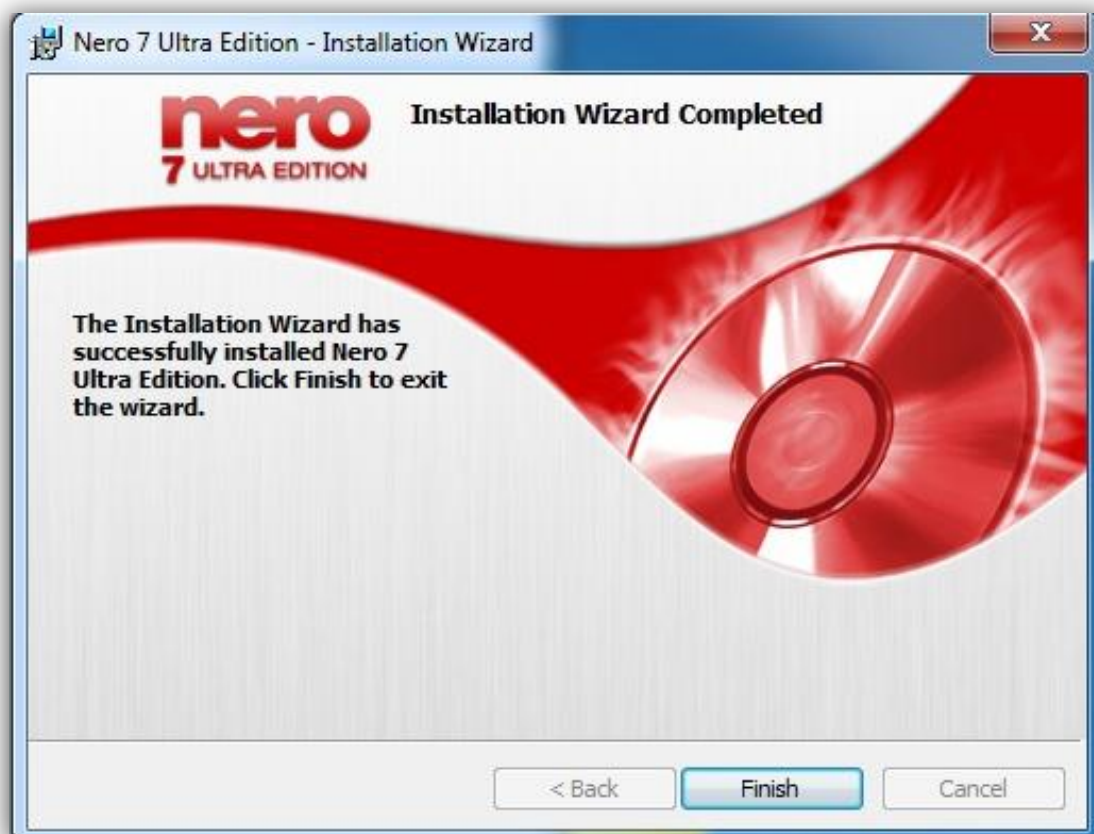 Nero 7 Ultra Edition - Installation Wizard
nero
7 ULTRA EDITION
Installation Wizard Completed
The Installation Wizard has
successfully installed Nero 7
Ultra Edition. Click Finish to exit
the wizard.
< Back
Finish
Cancel